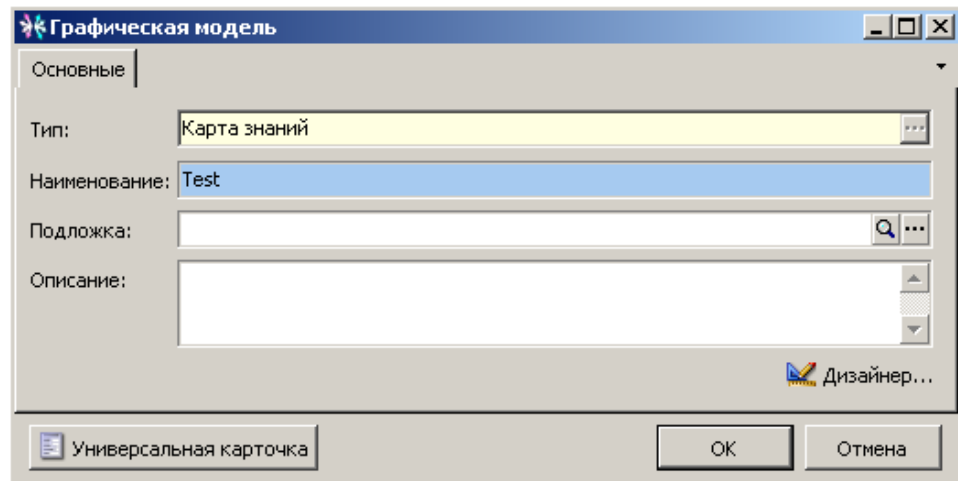 Графическая модель
Основные
Тип: Карта знаний ...
Наименование: Test
Подложка: ...
Описание:
Дизайнер...
Универсальная карточка OK Отмена